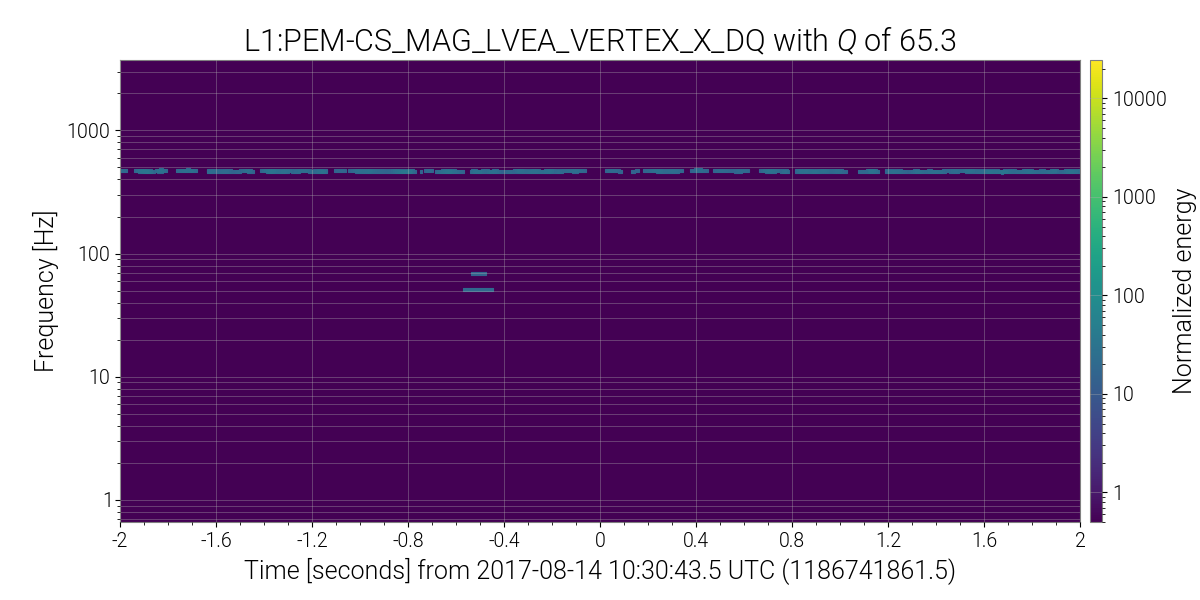 L1:PEM-CS_MAG_LVEA_VERTEX_X_DQ with Q of 65.3
Frequency [Hz]
1000
100
10
1
-2 -1.6 -1.2 -0.8 -0.4 0 0.4 0.8 1.2 1.6 2
Time [seconds] from 2017-08-14 10:30:43.5 UTC (1186741861.5)
10000
1000
100
10
1
Normalized energy